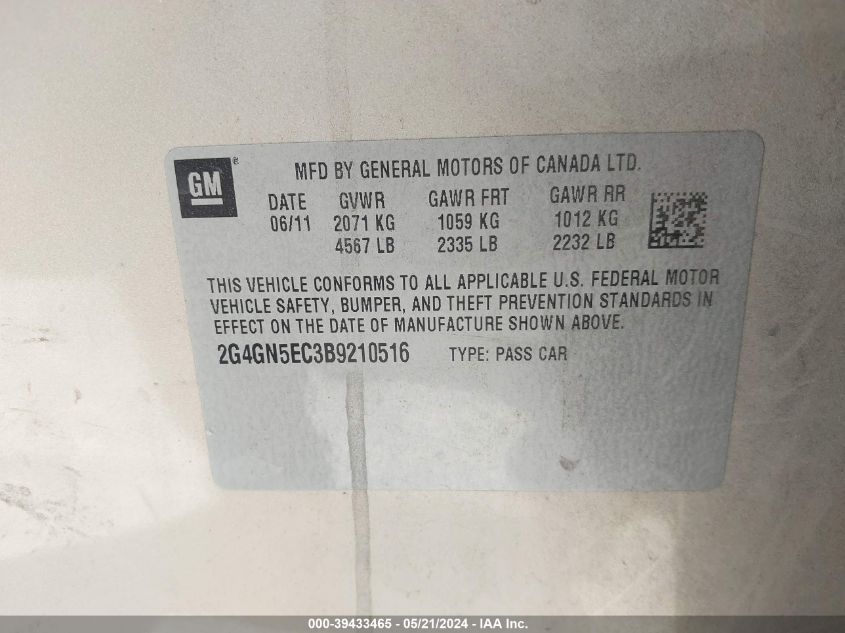 GM ®
MFD BY GENERAL MOTORS OF CANADA LTD.
DATE GVWR GAWR FRT GAWR RR
06/11 2071 KG 1059 KG 1012 KG
4567 LB 2335 LB 2232 LB
THIS VEHICLE CONFORMS TO ALL APPLICABLE U.S. FEDERAL MOTOR
VEHICLE SAFETY, BUMPER, AND THEFT PREVENTION STANDARDS IN
EFFECT ON THE DATE OF MANUFACTURE SHOWN ABOVE.
2G4GN5EC3B9210516 TYPE: PASS CAR
000-39433465 - 05/21/2024 - IAA Inc.